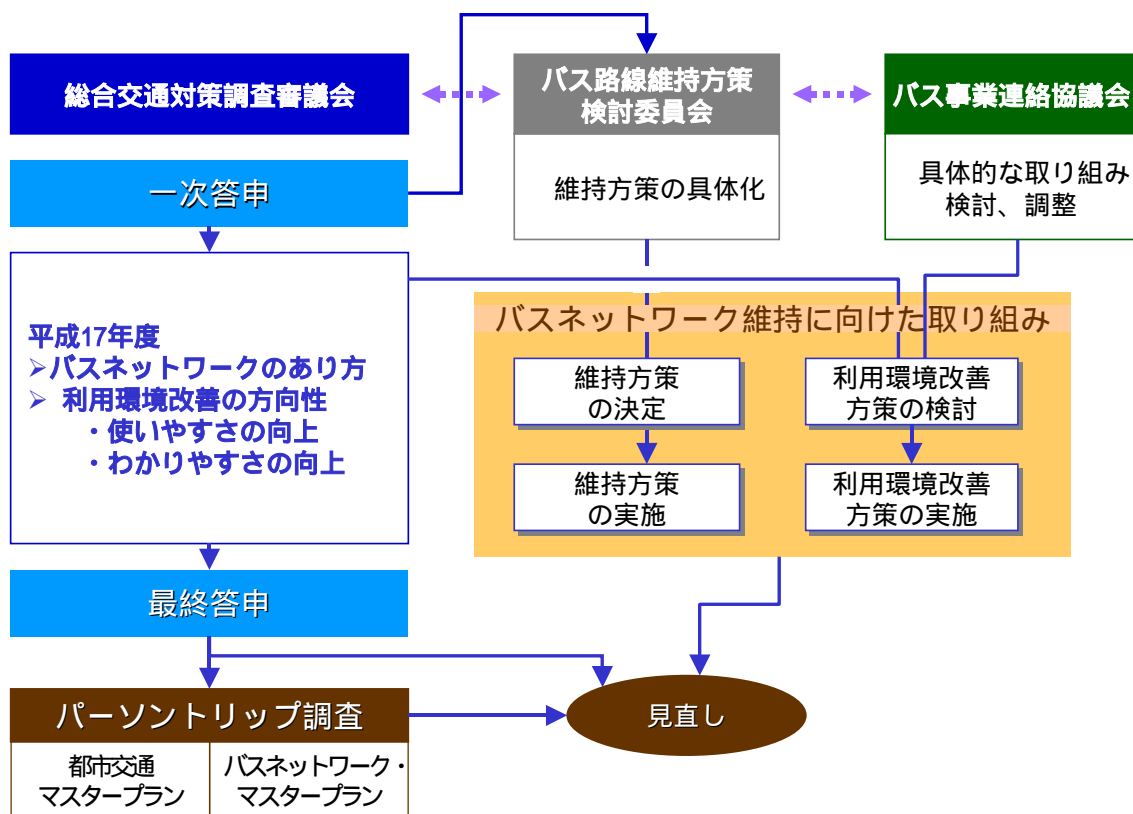 総合交通対策調査審議会
バス路線維持方策
検討委員会
バス事業連絡協議会
一次答申
維持方策の具体化
具体的な取り組み
検討、調整
平成17年度
➢バスネットワークのあり方
➢ 利用環境改善の方向性
・使いやすさの向上
・わかりやすさの向上
バスネットワーク維持に向けた取り組み
維持方策
の決定
利用環境改善
方策の検討
維持方策
の実施
利用環境改善
方策の実施
最終答申
パーソントリップ調査
都市交通
マスタープラン
バスネットワーク・
マスタープラン
見直し